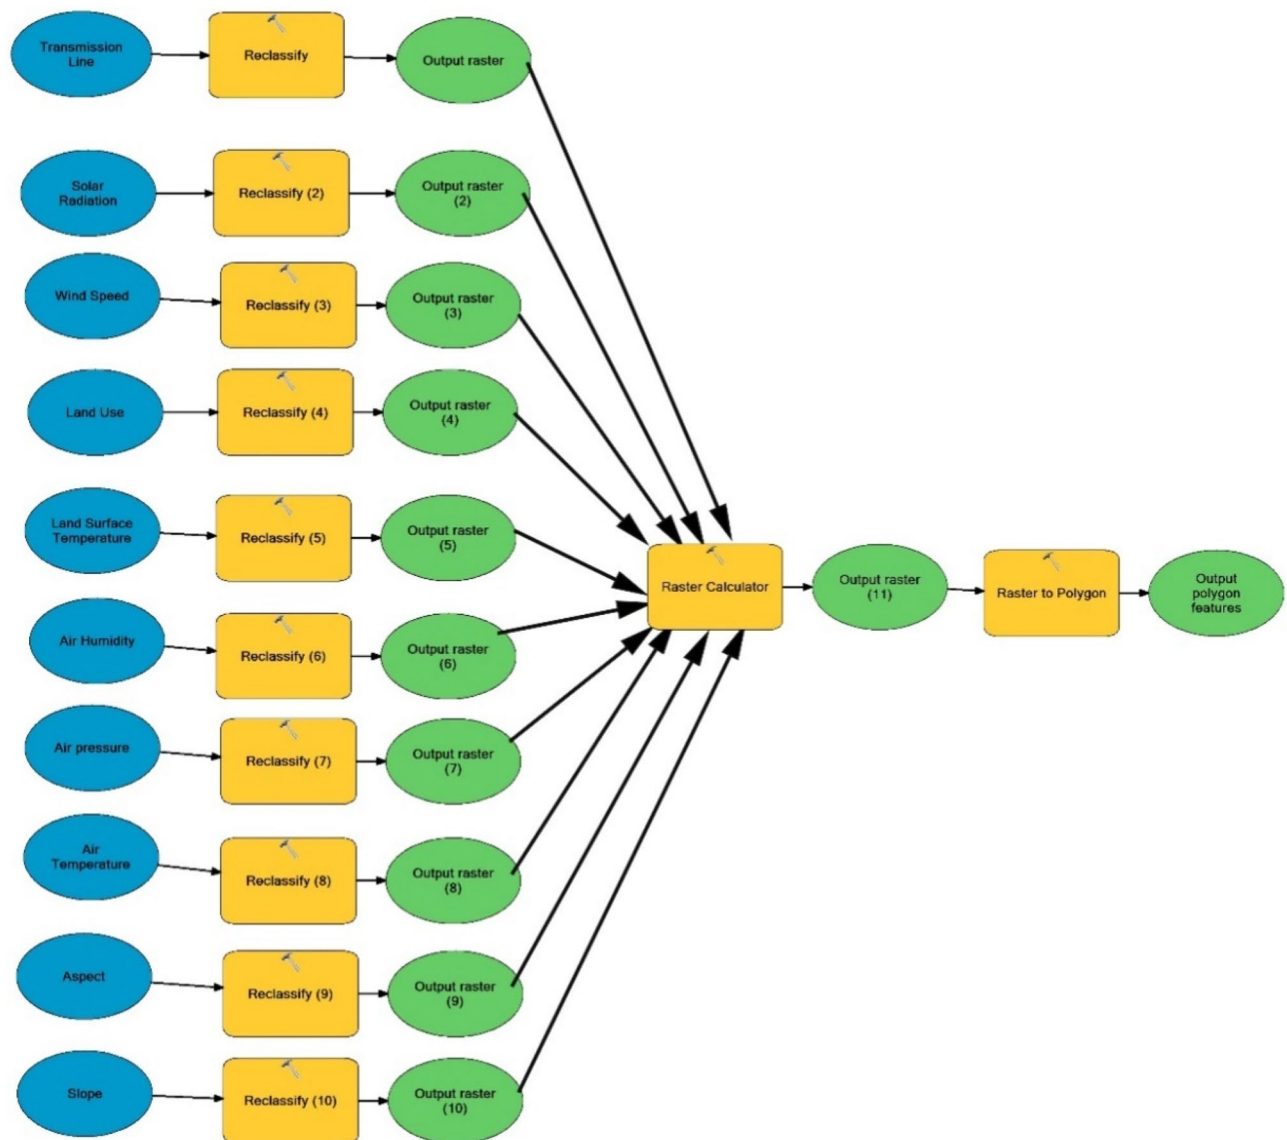 Transmission
Line
Reclassify
Output raster
Solar
Radiation
Reclassify (2)
Output raster
(2)
Wind Speed
Reclassify (3)
Output raster
(3)
Land Use
Reclassify (4)
Output raster
(4)
Land Surface
Temperature
Reclassify (5)
Output raster
(5)
Air Humidity
Reclassify (6)
Output raster
(6)
Air pressure
Reclassify (7)
Output raster
(7)
Air
Temperature
Reclassify (8)
Output raster
(8)
Aspect
Reclassify (9)
Output raster
(9)
Slope
Reclassify (10)
Output raster
(10)
Raster Calculator
Output raster
(11)
Raster to Polygon
Output
polygon
features